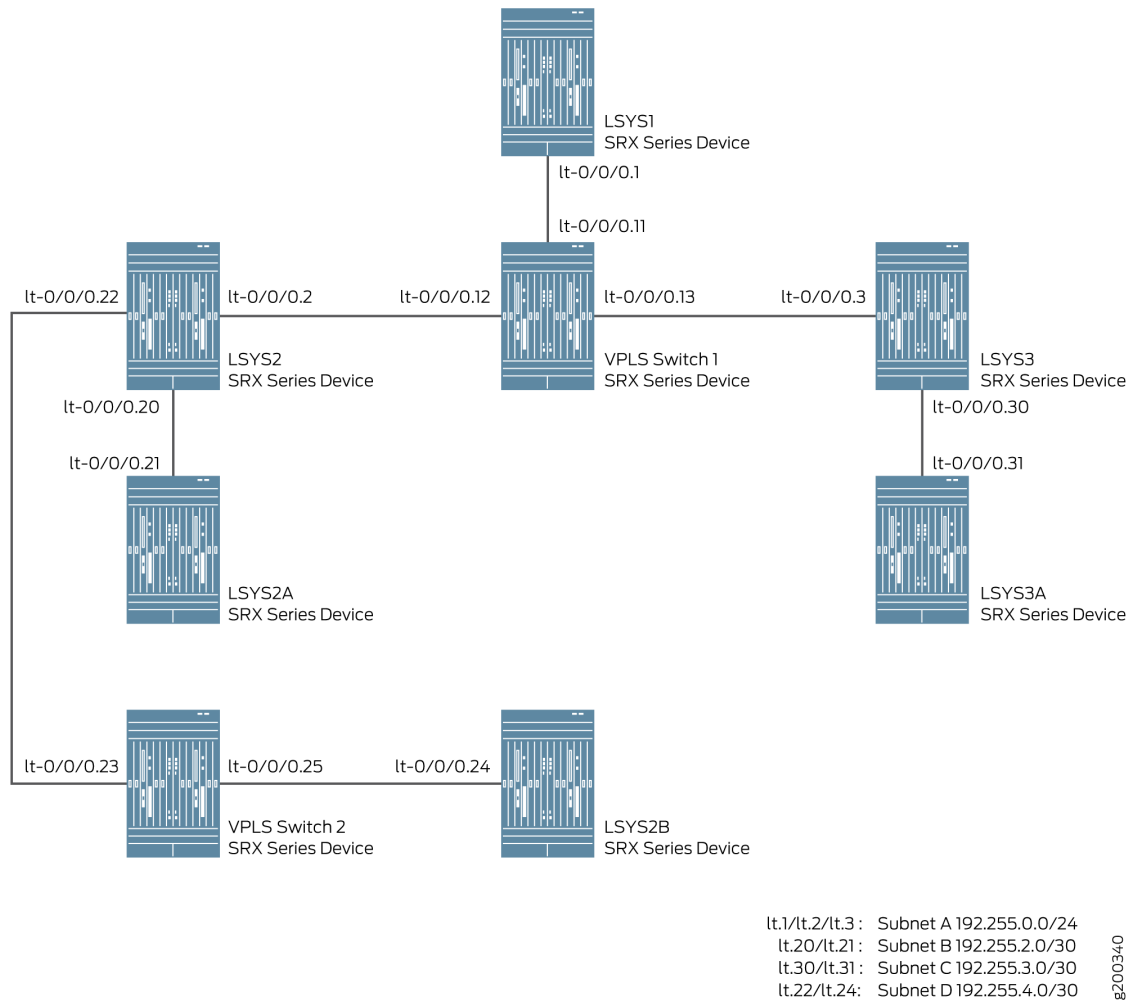 LSYS1
SRX Series Device
lt-0/0/0.1
lt-0/0/0.11
lt-0/0/0.22
lt-0/0/0.2
lt-0/0/0.12
lt-0/0/0.13
lt-0/0/0.3
LSYS2
SRX Series Device
VPLS Switch 1
SRX Series Device
LSYS3
SRX Series Device
lt-0/0/0.20
lt-0/0/0.30
lt-0/0/0.21
lt-0/0/0.31
LSYS2A
SRX Series Device
LSYS3A
SRX Series Device
lt-0/0/0.23
lt-0/0/0.25
lt-0/0/0.24
VPLS Switch 2
SRX Series Device
LSYS2B
SRX Series Device
lt.1/lt.2/lt.3 : Subnet A 192.255.0.0/24
lt.20/lt.21 : Subnet B 192.255.2.0/30
lt.30/lt.31 : Subnet C 192.255.3.0/30
lt.22/lt.24: Subnet D 192.255.4.0/30
g200340